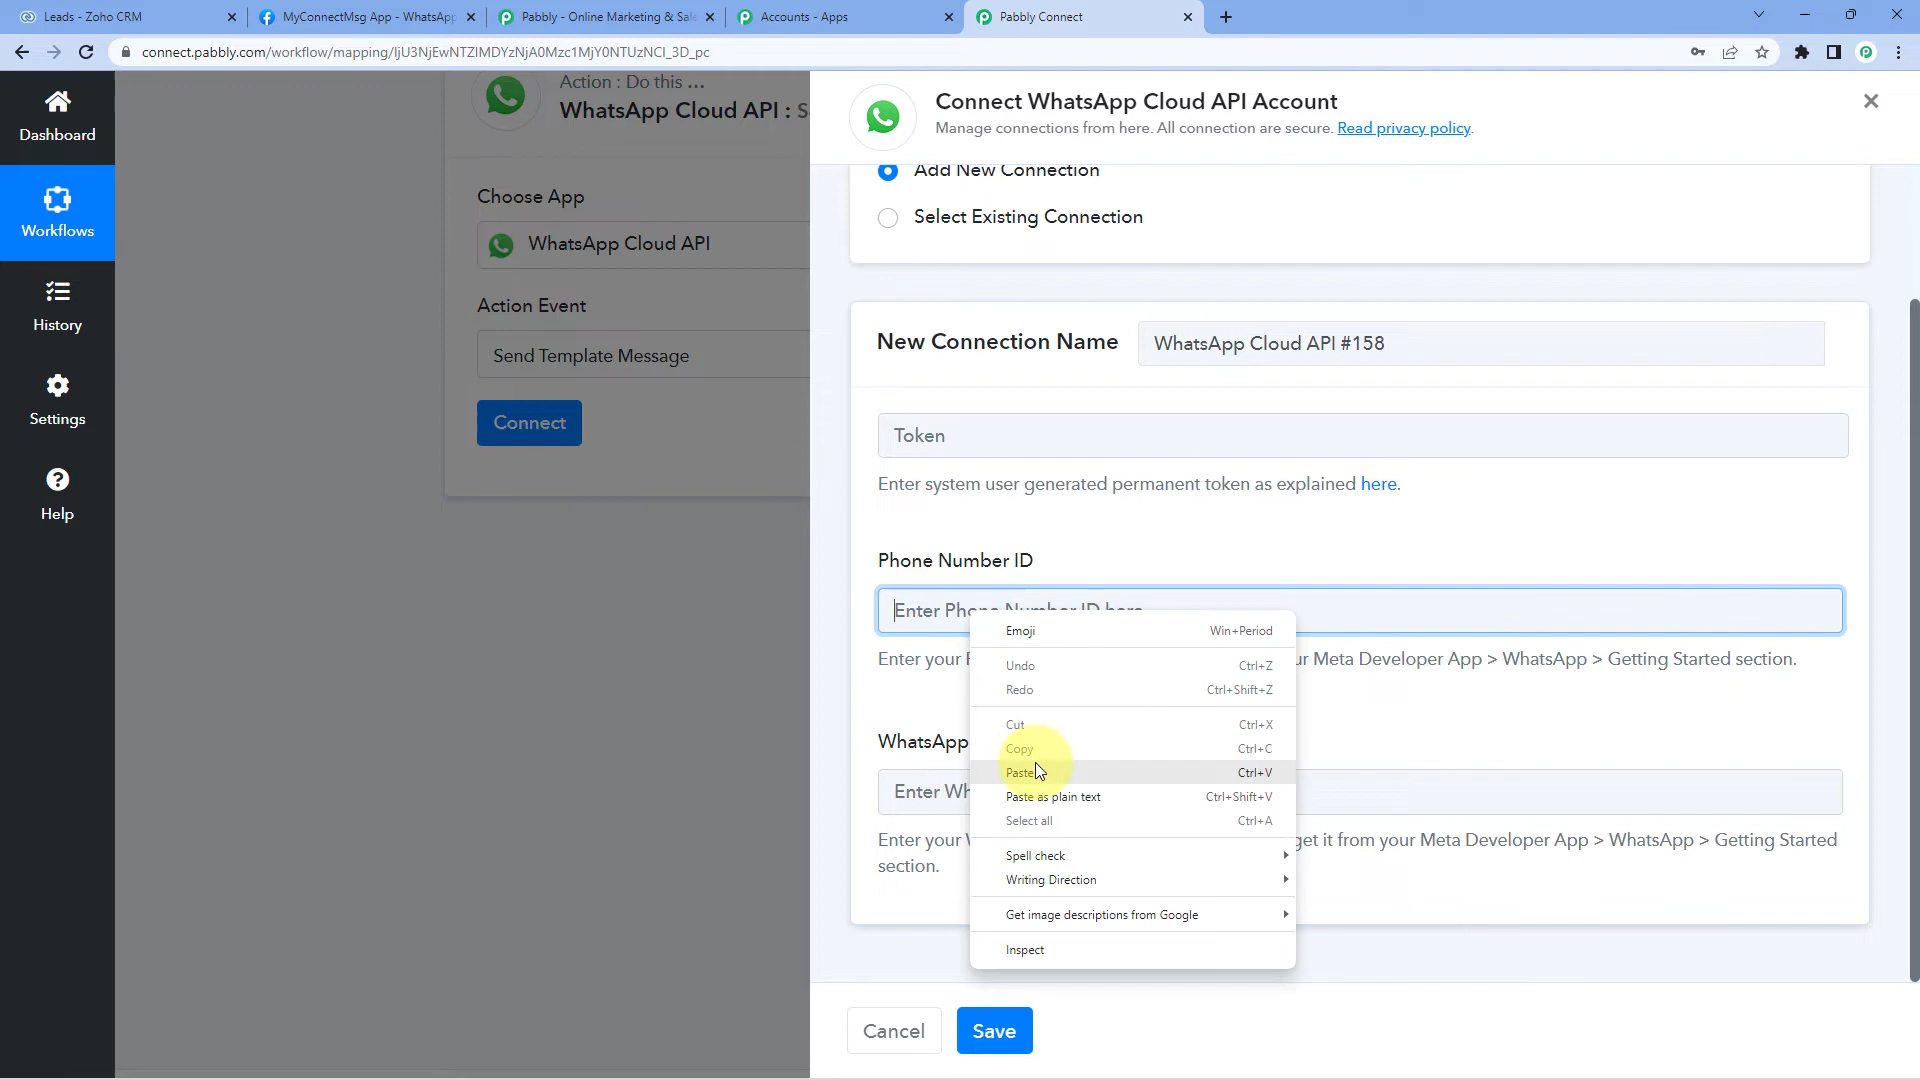 Leads - Zoho CRM
MyConnectMsg App - WhatsApp
Pabbly - Online Marketing & Sale
Accounts - Apps
Pabbly Connect
connect.pabbly.com/workflow/mapping/IjU3NjEwNTZlMDYzNjA0Mzc1MjY0NTUzNCI_3D_pc
Dashboard
Workflows
History
Settings
Help
Action : Do this ...
WhatsApp Cloud API : S
Choose App
WhatsApp Cloud API
Action Event
Send Template Message
Connect
Connect WhatsApp Cloud API Account
Manage connections from here. All connection are secure. Read privacy policy.
Add New Connection
Select Existing Connection
New Connection Name
WhatsApp Cloud API #158
Token
Enter system user generated permanent token as explained here.
Phone Number ID
Enter Phone Number ID here
Enter your
ur Meta Developer App > WhatsApp > Getting Started section.
WhatsApp
Enter Wh
Enter your
get it from your Meta Developer App > WhatsApp > Getting Started
section.
Emoji Win+Period
Undo Ctrl+Z
Redo Ctrl+Shift+Z
Cut Ctrl+X
Copy Ctrl+C
Paste Ctrl+V
Paste as plain text Ctrl+Shift+V
Select all Ctrl+A
Spell check
Writing Direction
Get image descriptions from Google
Inspect
Cancel
Save